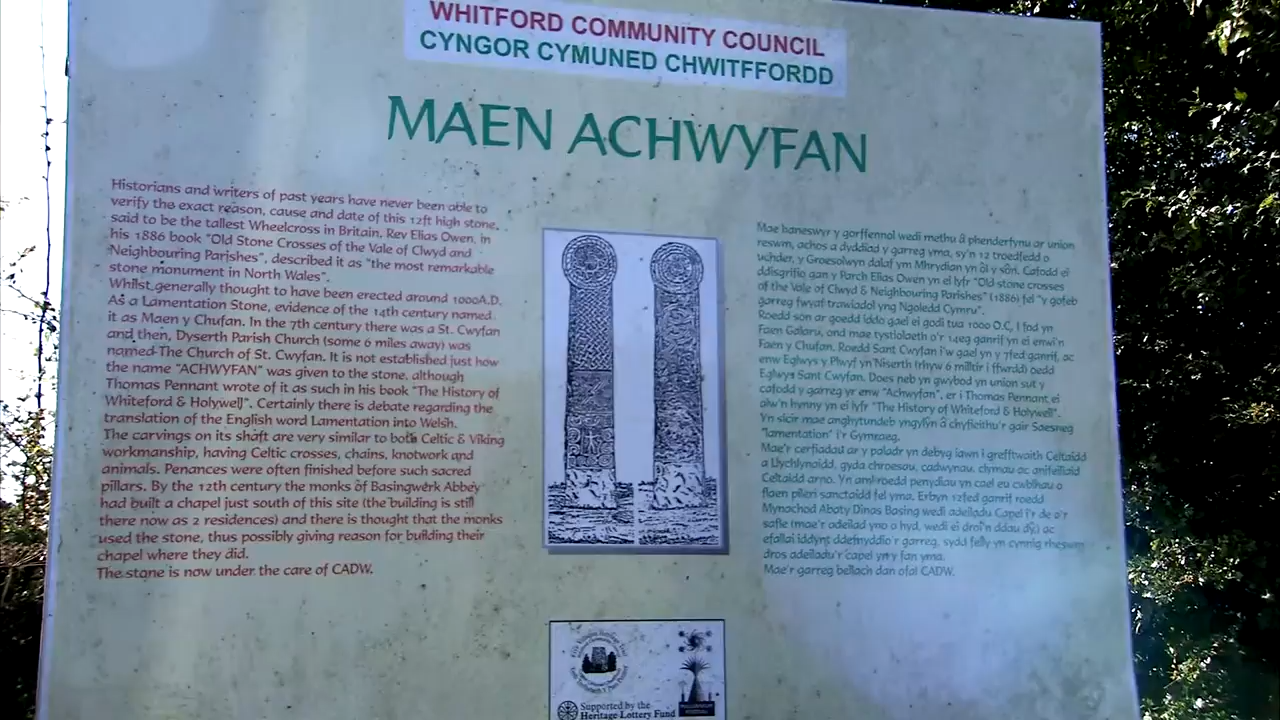 WHITFORD COMMUNITY COUNCIL
CYNGOR CYMUNED CHWITFFORDD
MAEN ACHWYFAN
Historians and writers of past years have never been able to
verify the exact reason, cause and date of this 12ft high stone,
said to be the tallest Wheelcross in Britain. Rev Elias Owen, in
his 1886 book "Old Stone Crosses of the Vale of Clwyd and
Neighbouring Parishes", described it as "the most remarkable
stone monument in North Wales".
Whilst generally thought to have been erected around 1000A.D.
As a Lamentation Stone, evidence of the 14th century named
it as Maen y Chufan. In the 7th century there was a St. Cwyfan
and then, Dyserth Parish Church (some 6 miles away) was
named The Church of St. Cwyfan. It is not established just how
the name "ACHWYFAN" was given to the stone, although
Thomas Pennant wrote of it as such in his book "The History of
Whiteford & Holywell". Certainly there is debate regarding the
translation of the English word Lamentation into Welsh.
The carvings on its shaft are very similar to both Celtic & Viking
workmanship, having Celtic crosses, chains, knotwork and
animals. Penances were often finished before such sacred
pillars. By the 12th century the monks of Basingwerk Abbey
had built a chapel just south of this site (the building is still
there now as 2 residences) and there is thought that the monks
used the stone, thus possibly giving reason for building their
chapel where they did.
The stone is now under the care of CADW.
Mae haneswyr y gorffennol wedi methu â phenderfynu ar union
reswm, achos a dyddiad y garreg yma, sy'n 12 troedfedd o
uchder, y Groesolwyn dalaf ym Mhrydian yn ôl y sôn. Cafodd ei
ddisgrifio gan y Parch Elias Owen yn ei lyfr "Old stone crosses
of the Vale of Clwyd & Neighbouring Parishes" (1886) fel "y gofeb
garreg fwyaf trawiadol yng Ngoledd Cymru".
Roedd son ar goedd iddo gael ei godi tua 1000 O.C, I fod yn
Faen Galaru, ond mae tystiolaeth o'r 14eg ganrif yn ei enwi'n
Faen y Chufan. Roedd Sant Cwyfan i'w gael yn y 7fed ganrif, ac
enw Eglwys y Plwyf yn Niserth (rhyw 6 milltir i ffwrdd) oedd
Eglwys Sant Cwyfan. Does neb yn gwybod yn union sut y
cafodd y garreg yr enw "Achwyfan", er i Thomas Pennant ei
alw'n hynny yn ei lyfr "The History of Whiteford & Holywell".
Yn sicir mae anghytundeb ynglŷn â chyfieithu'r gair Saesneg
"lamentation" i'r Gymraeg.
Mae'r cerfiadau ar y paladr yn debyg iawn i grefftwaith Celtaidd
a Llychlynaidd, gyda chroesau, cadwynau, clymau ac anifeiliaid
Celtaidd arno. Yn aml roedd penydiau yn cael eu cwblhau o
flaen pileri sanctaidd fel yma. Erbyn 12fed ganrif roedd
Mynachod Abaty Dinas Basing wedi adeiladu Capel i'r de o'r
safle (mae'r adeilad yno o hyd, wedi ei droi'n ddau dŷ) ac
efallai iddynt ddefnyddio'r garreg, sydd felly yn cynnig rheswm
dros adeiladu'r capel yn y fan yma.
Mae'r garreg bellach dan ofal CADW.
Supported by the
Heritage Lottery Fund